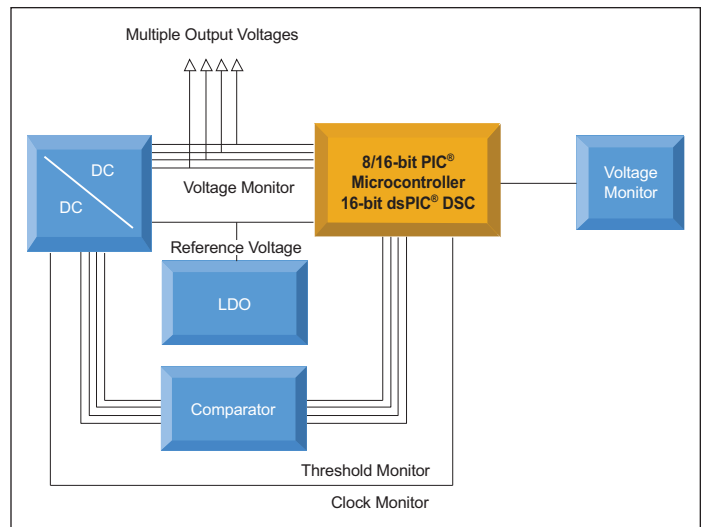 Multiple Output Voltages
DC
DC
Voltage Monitor
8/16-bit PIC®
Microcontroller
16-bit dsPIC® DSC
Voltage
Monitor
Reference Voltage
LDO
Comparator
Threshold Monitor
Clock Monitor